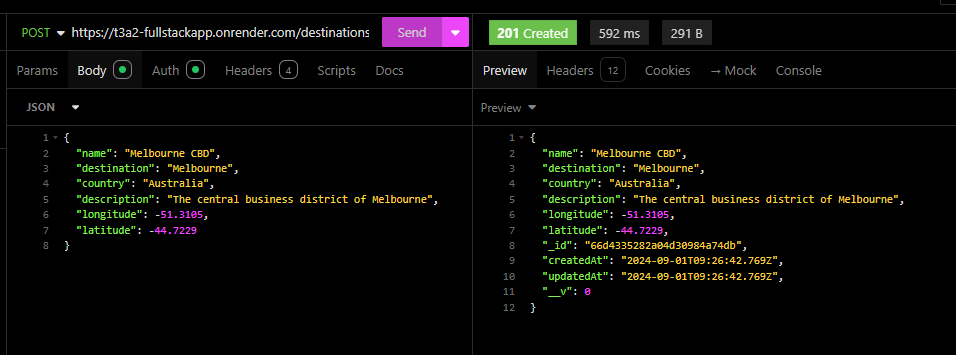 POST https://t3a2-fullstackapp.onrender.com/destinations Send 201 Created 592 ms 291 B
Params Body Auth Headers 4 Scripts Docs Preview Headers 12 Cookies → Mock Console
JSON Preview
1 {
2 "name": "Melbourne CBD",
3 "destination": "Melbourne",
4 "country": "Australia",
5 "description": "The central business district of Melbourne",
6 "longitude": -51.3105,
7 "latitude": -44.7229
8 }
1 {
2 "name": "Melbourne CBD",
3 "destination": "Melbourne",
4 "country": "Australia",
5 "description": "The central business district of Melbourne",
6 "longitude": -51.3105,
7 "latitude": -44.7229,
8 "_id": "66d4335282a04d30984a74db",
9 "createdAt": "2024-09-01T09:26:42.769Z",
10 "updatedAt": "2024-09-01T09:26:42.769Z",
11 "__v": 0
12 }